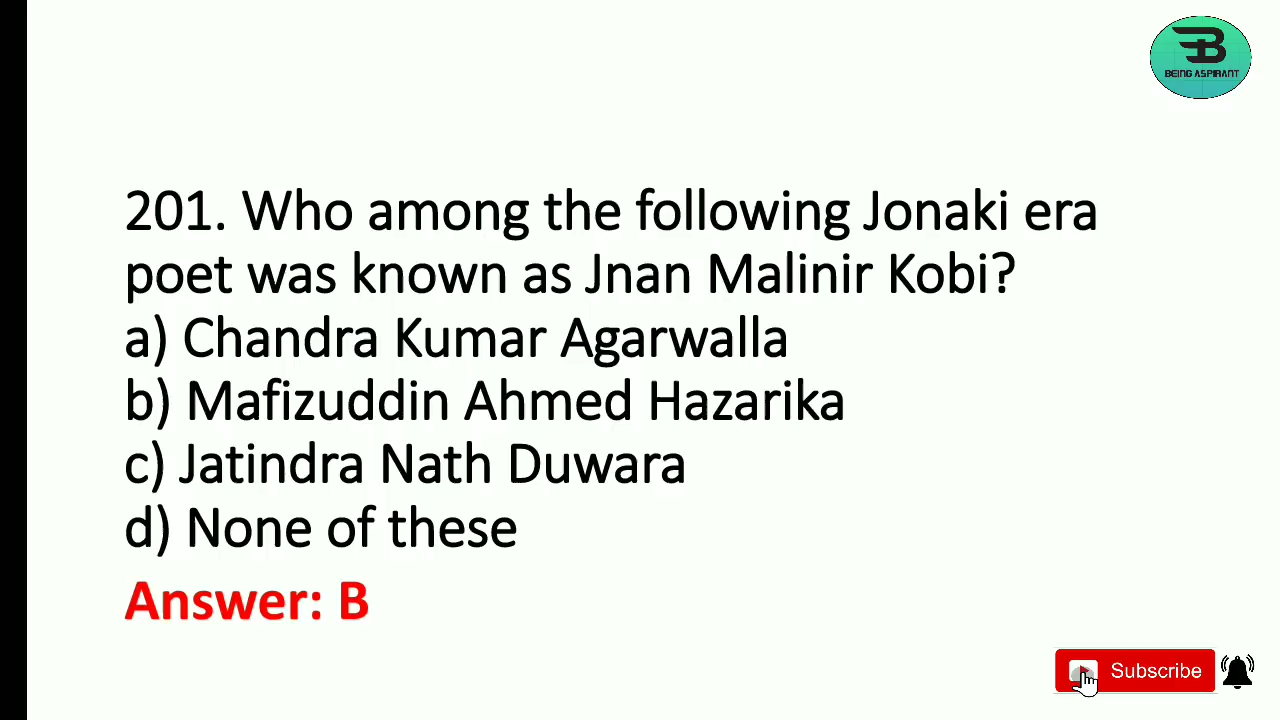 BEING ASPIRANT
201. Who among the following Jonaki era
poet was known as Jnan Malinir Kobi?
a) Chandra Kumar Agarwalla
b) Mafizuddin Ahmed Hazarika
c) Jatindra Nath Duwara
d) None of these
Answer: B
Subscribe